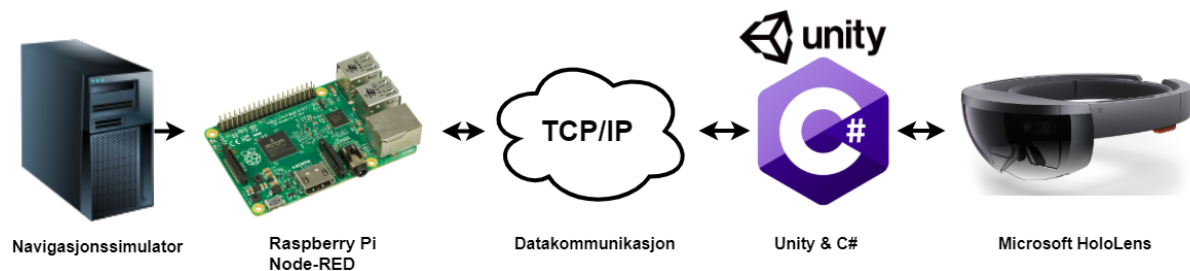 unity
C#
TCP/IP
Navigasjonssimulator
Raspberry Pi
Node-RED
Datakommunikasjon
Unity & C#
Microsoft HoloLens